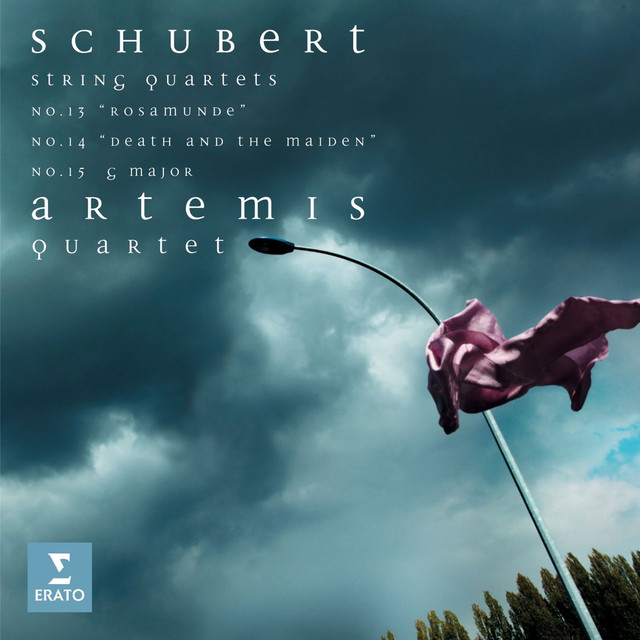 SCHUBERT
STRING QUARTETS
NO.13 “ROSAMUNDE”
NO.14 “DEATH AND THE MAIDEN”
NO.15 G MAJOR
ARTEMIS
QUARTET
Σ
ERATO